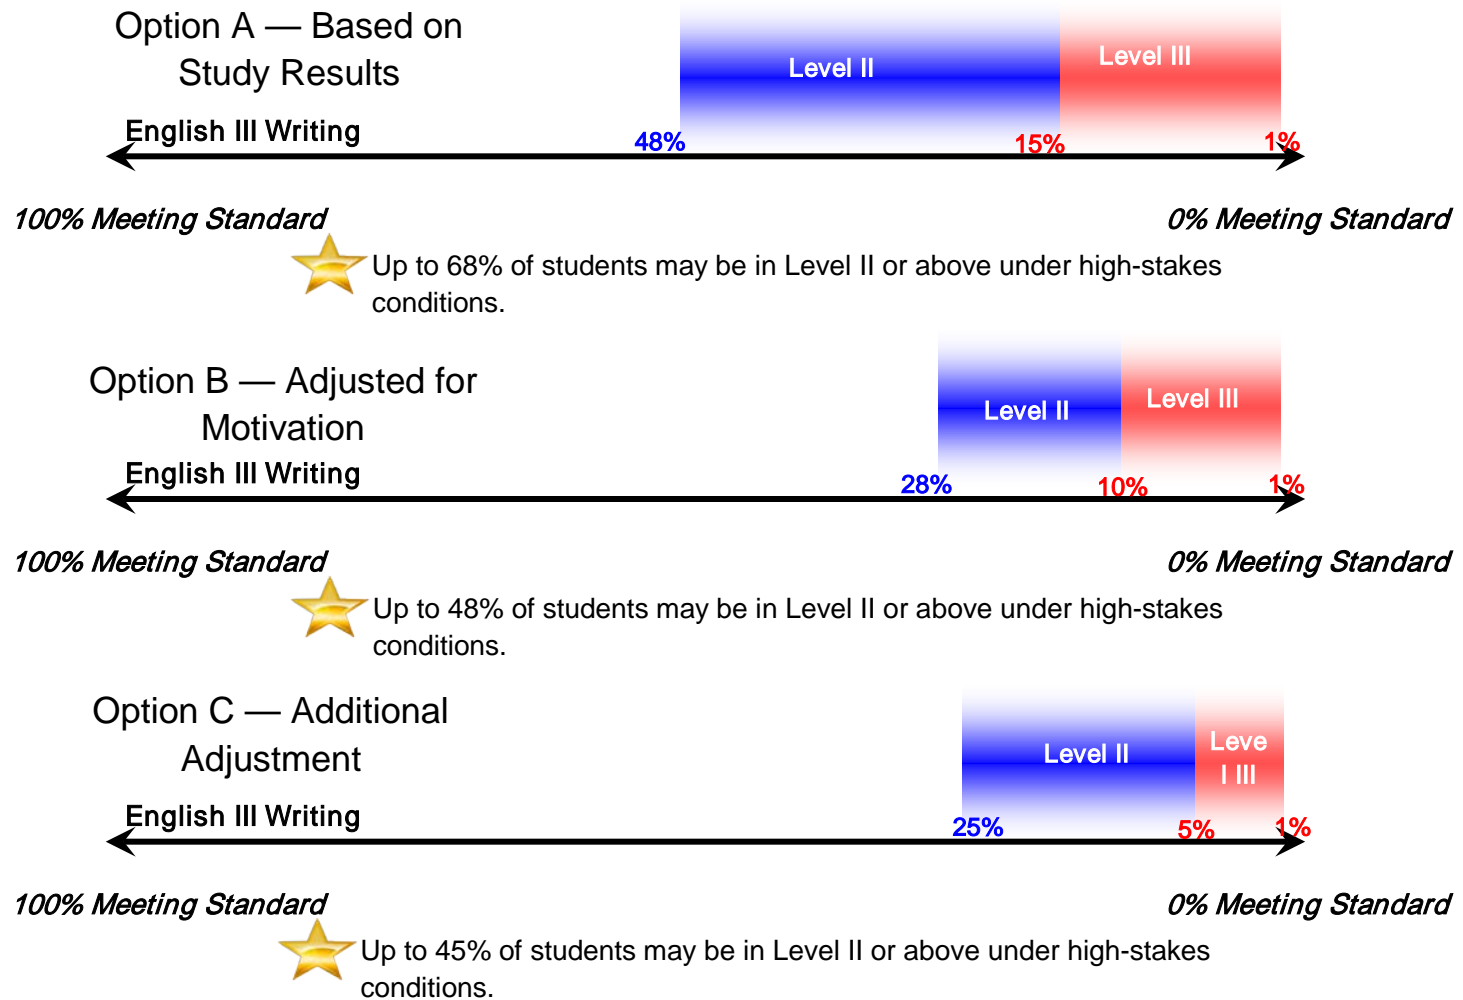 Option A — Based on
Study Results
Level II
Level III
English III Writing
48%
15%
1%
100% Meeting Standard
0% Meeting Standard
Up to 68% of students may be in Level II or above under high-stakes
conditions.
Option B — Adjusted for
Motivation
Level II
Level III
English III Writing
28%
10%
1%
100% Meeting Standard
0% Meeting Standard
Up to 48% of students may be in Level II or above under high-stakes
conditions.
Option C — Additional
Adjustment
Level II
Leve
l III
English III Writing
25%
5%
1%
100% Meeting Standard
0% Meeting Standard
Up to 45% of students may be in Level II or above under high-stakes
conditions.